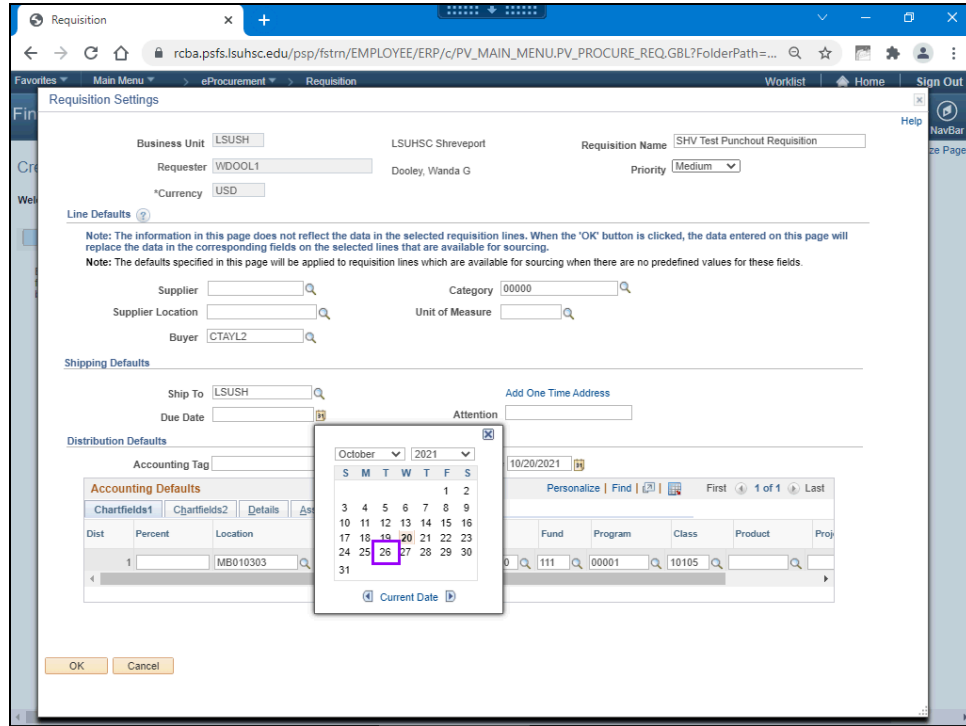 Requisition
rcba.psfs.lsuhsc.edu/psp/fstrn/EMPLOYEE/ERP/c/PV_MAIN_MENU.PV_PROCURE_REQ.GBL?FolderPath=...
Favorites Main Menu > eProcurement > Requisition Worklist Home Sign Out
Fin
Requisition Settings
Help
NavBar
Business Unit LSUSH LSUHSC Shreveport Requisition Name SHV Test Punchout Requisition
ze Page
Cre
Requester WDOOL1 Dooley, Wanda G Priority Medium
*Currency USD
Wel
Line Defaults ?
Note: The information in this page does not reflect the data in the selected requisition lines. When the 'OK' button is clicked, the data entered on this page will
replace the data in the corresponding fields on the selected lines that are available for sourcing.
Note: The defaults specified in this page will be applied to requisition lines which are available for sourcing when there are no predefined values for these fields.
Supplier Category 00000
Supplier Location Unit of Measure
Buyer CTAYL2
Shipping Defaults
Ship To LSUSH Add One Time Address
Due Date Attention
Distribution Defaults
Accounting Tag 10/20/2021
October 2021
S M T W T F S
1 2
3 4 5 6 7 8 9
10 11 12 13 14 15 16
17 18 19 20 21 22 23
24 25 26 27 28 29 30
31
Current Date
Accounting Defaults Personalize | Find | First 1 of 1 Last
Chartfields1 Chartfields2 Details Ass
Dist Percent Location Fund Program Class Product Proj
1 MB010303 0 111 00001 10105
OK Cancel